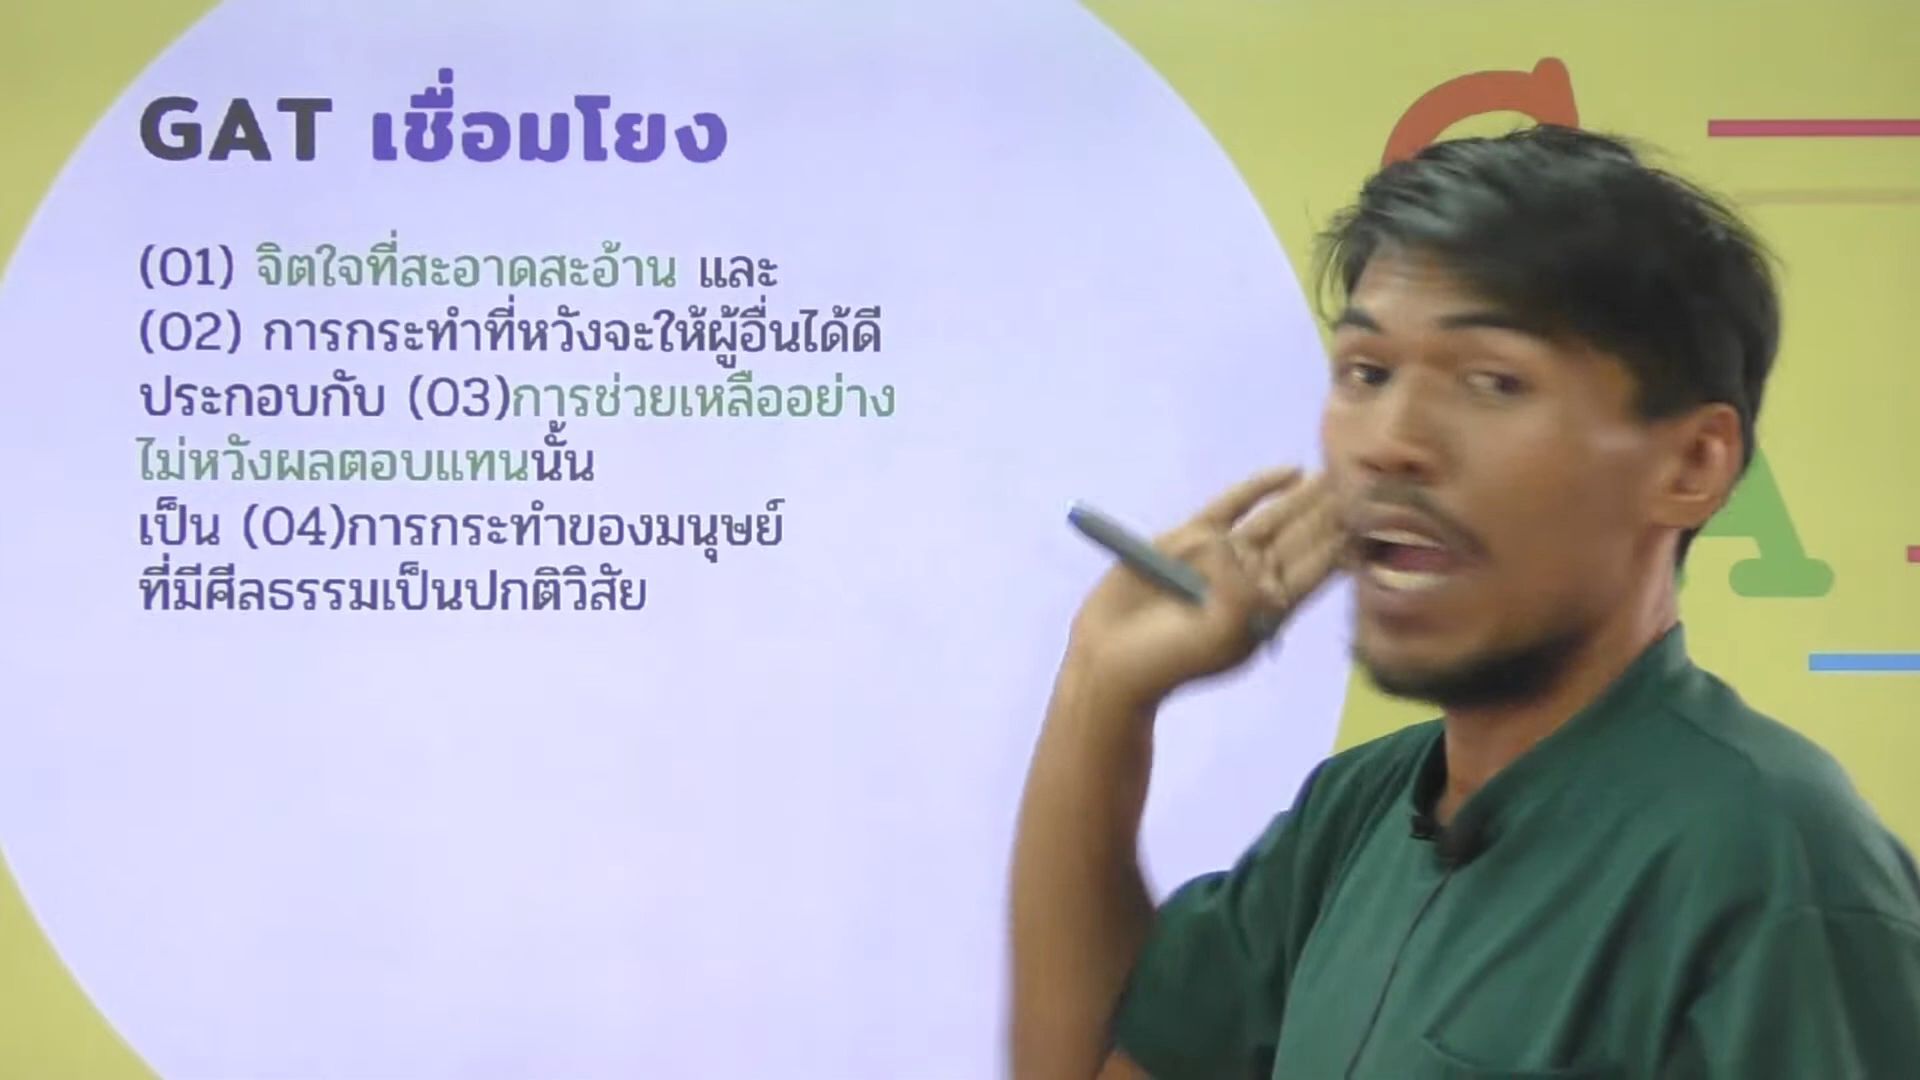 GAT เชื่อมโยง
(01) จิตใจที่สะอาดสะอ้าน และ
(02) การกระทำที่หวังจะให้ผู้อื่นได้ดี
ประกอบกับ (03)การช่วยเหลืออย่าง
ไม่หวังผลตอบแทนนั้น
เป็น (04)การกระทำของมนุษย์
ที่มีศีลธรรมเป็นปกติวิสัย